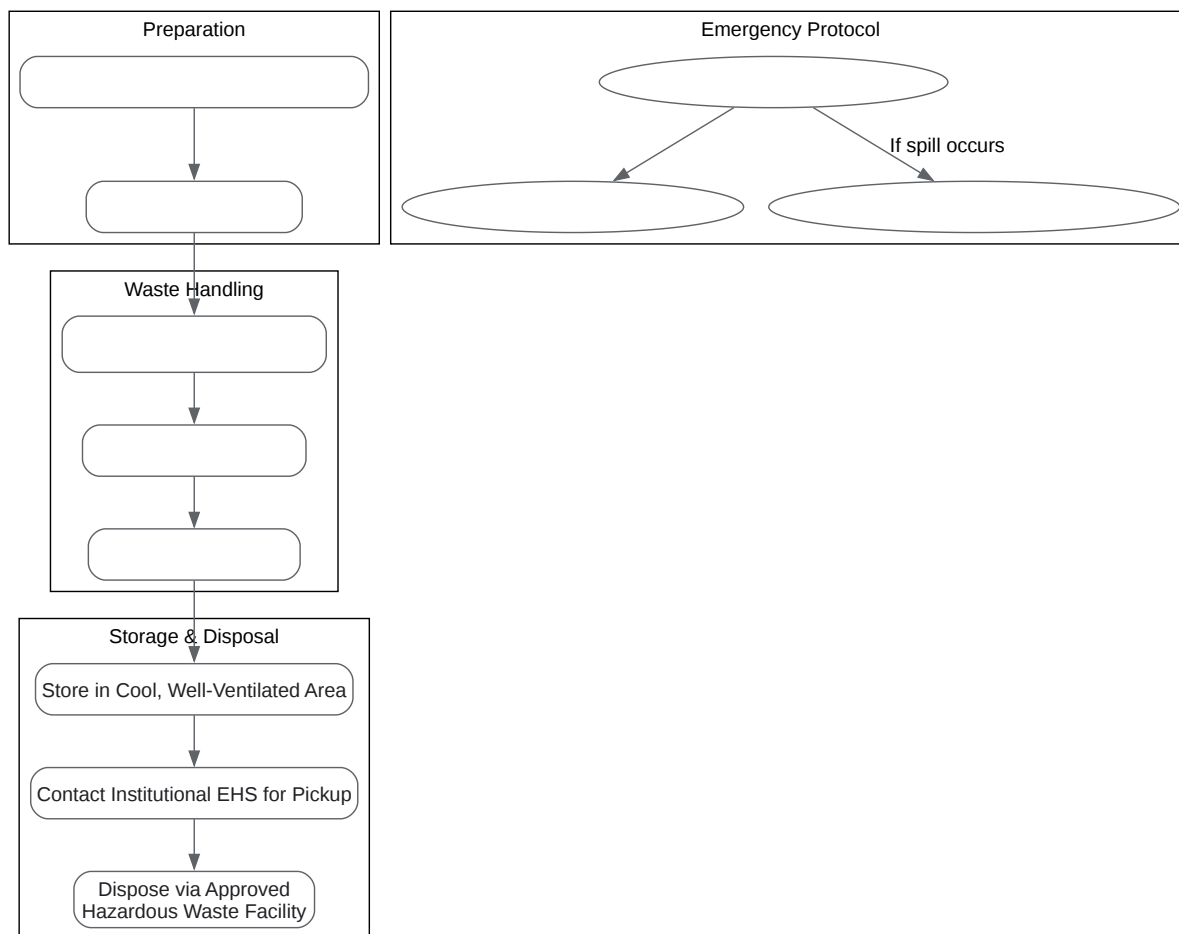 Preparation
Emergency Protocol
If spill occurs
Waste Handling
Storage & Disposal
Store in Cool, Well-Ventilated Area
Contact Institutional EHS for Pickup
Dispose via Approved
Hazardous Waste Facility